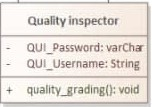 Quality inspector
- QUI_Password: varChar
- QUI_Username: String
+ quality_grading(): void